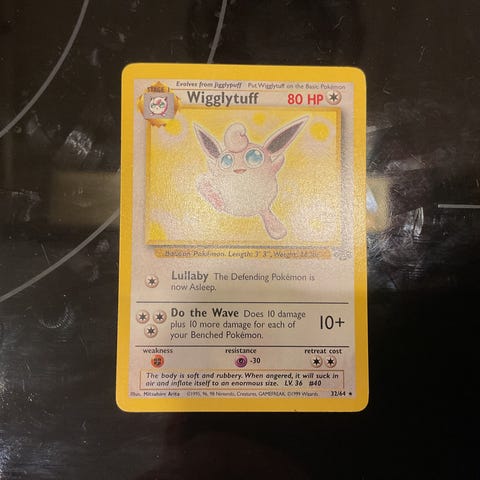 Evolves from Jigglypuff Put Wigglytuff on the Basic Pokémon
STAGE 1
Wigglytuff 80 HP
Balloon Pokémon. Length: 3' 3", Weight: 26 lbs.
Lullaby The Defending Pokémon is
now Asleep.
Do the Wave Does 10 damage
plus 10 more damage for each of
your Benched Pokémon.
10+
weakness resistance retreat cost
-30
The body is soft and rubbery. When angered, it will suck in
air and inflate itself to an enormous size. LV. 36 #40
Illus. Mitsuhiro Arita ©1995, 96, 98 Nintendo, Creatures, GAMEFREAK. ©1999 Wizards. 32/64 ★